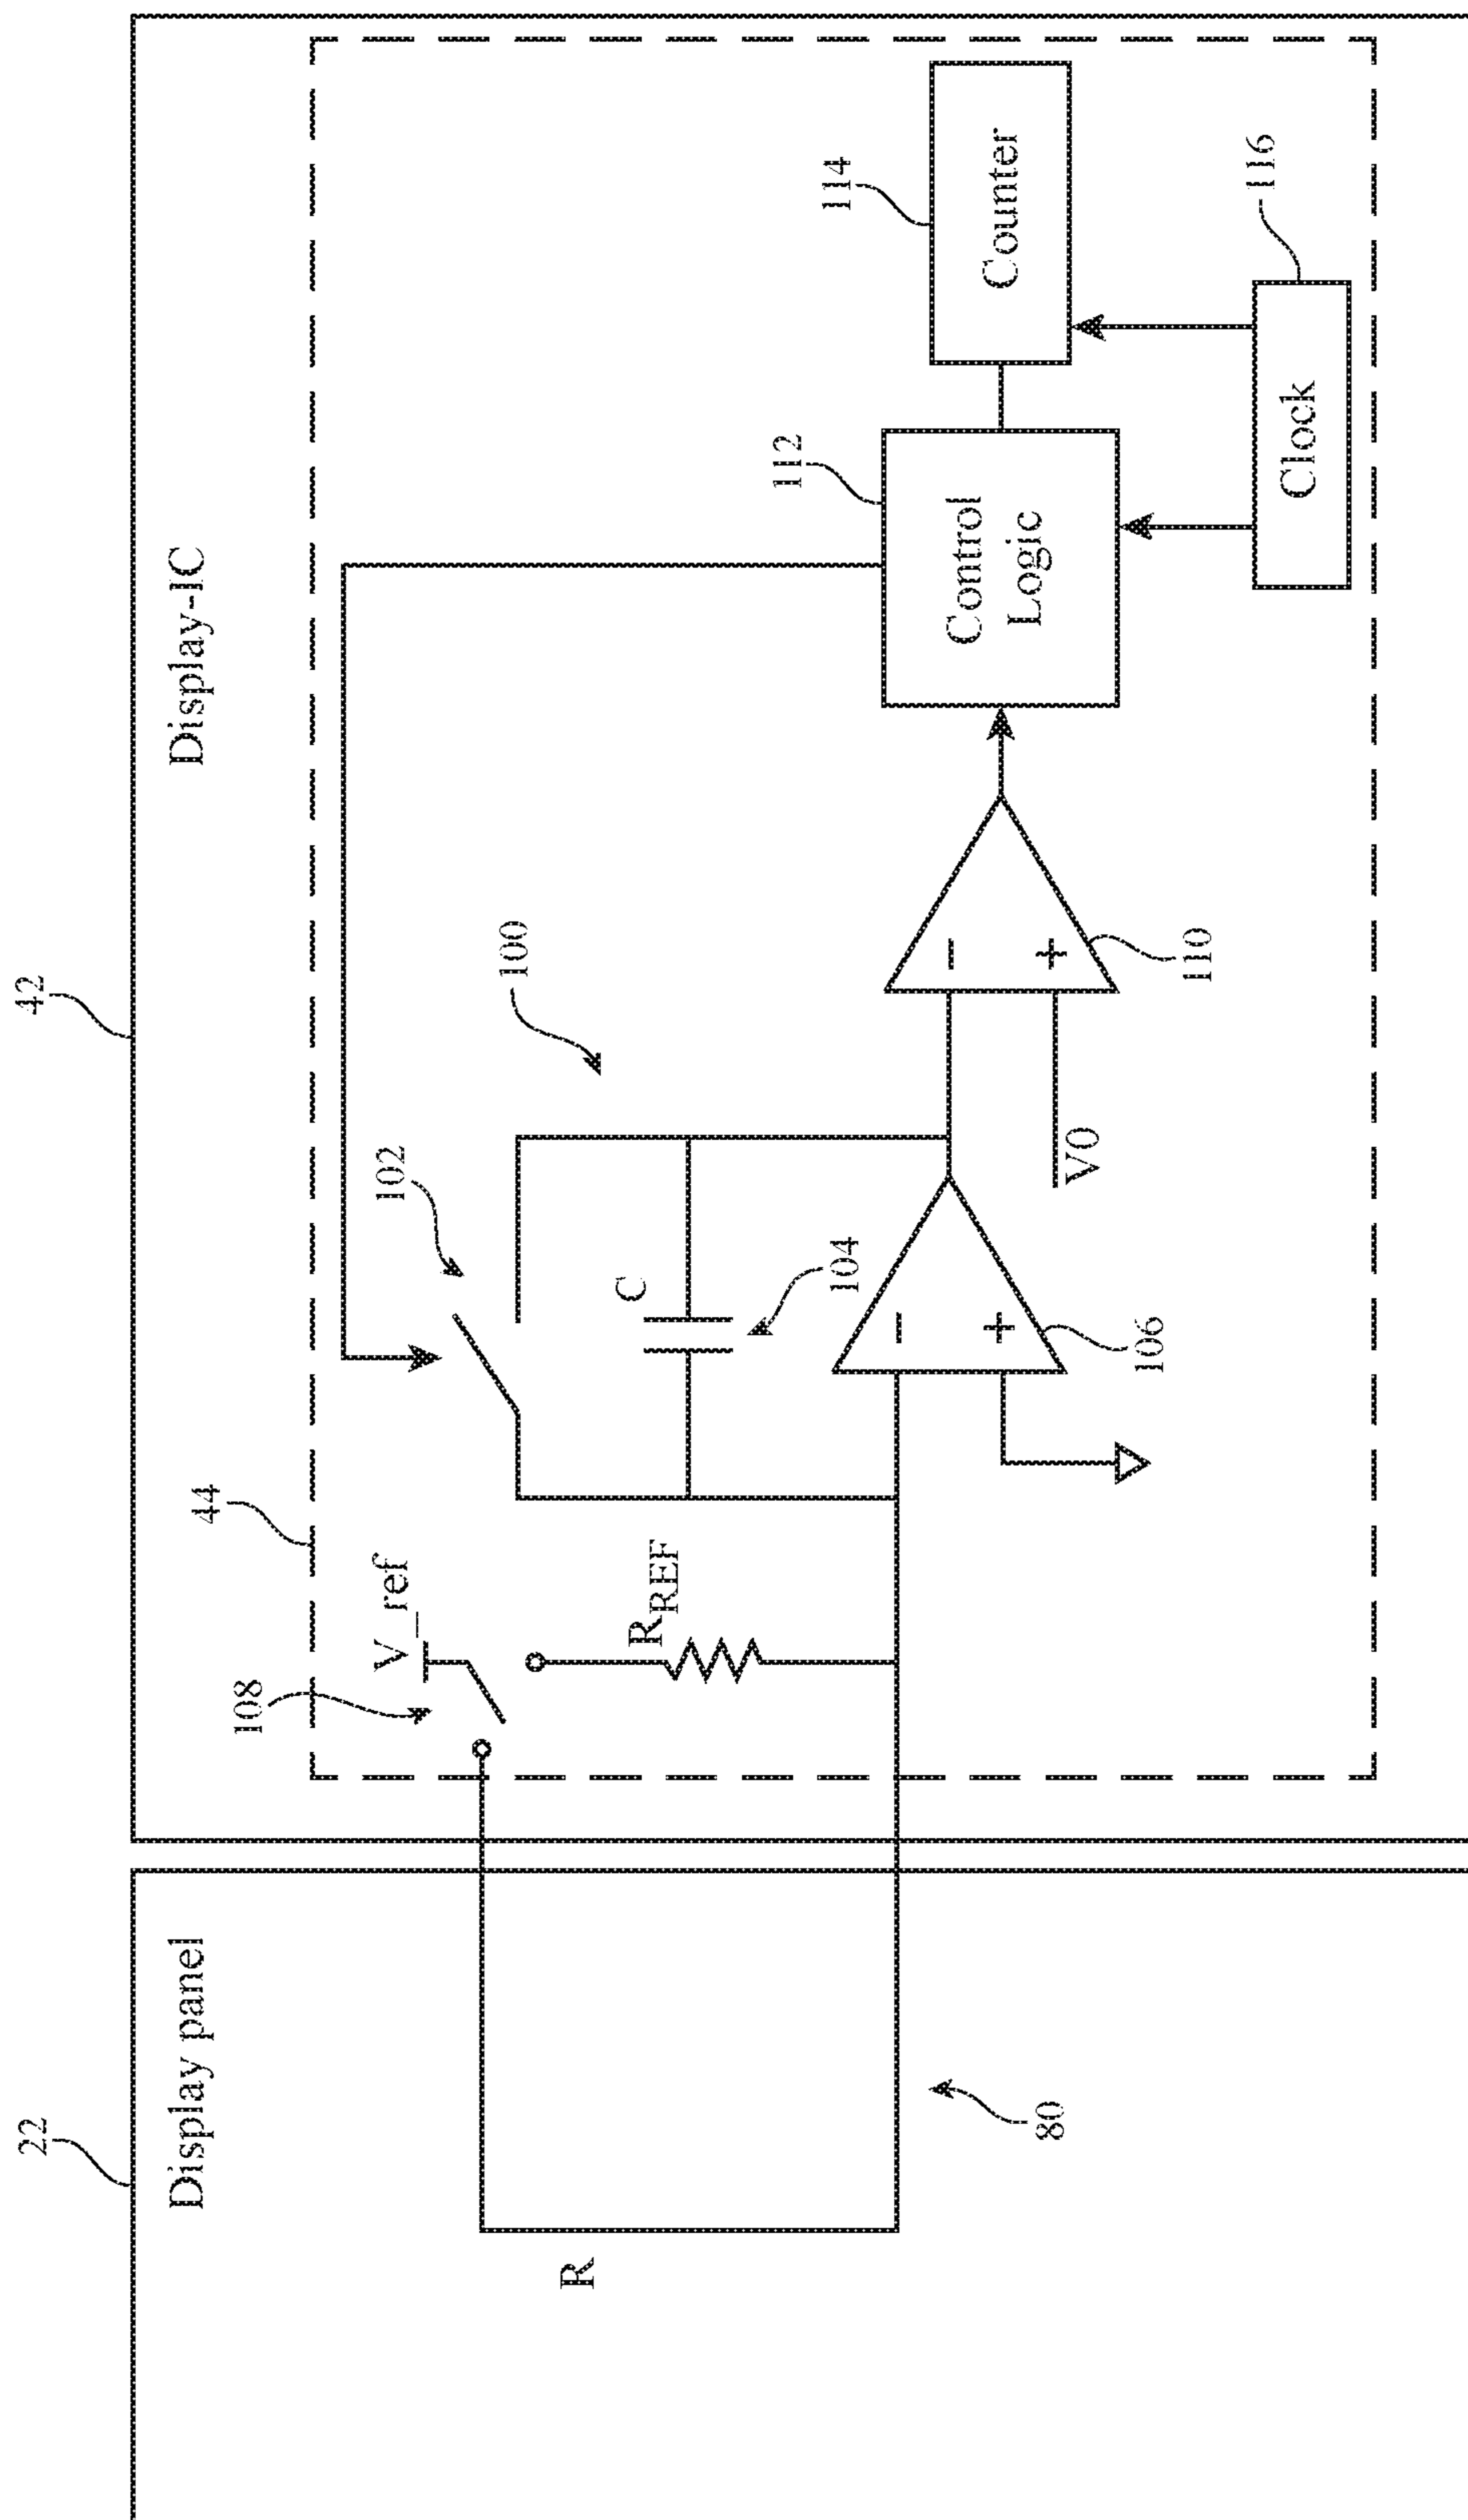 22
42
Display panel
Display-IC
44
108
V_ref
102
100
R
R_REF
C
104
80
106
V0
110
112
Control
Logic
114
Counter
116
Clock
−
+
−
+